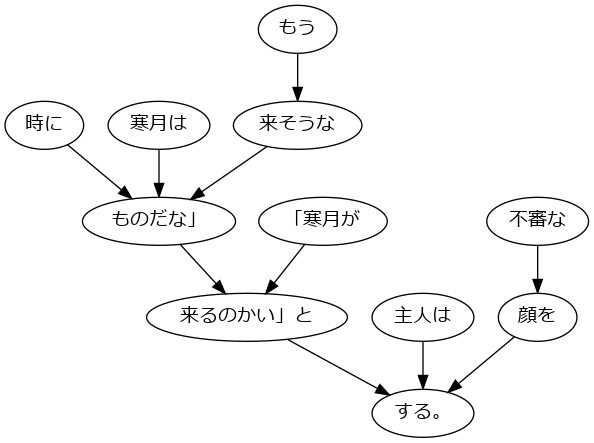 もう
時に
寒月は
来そうな
ものだな」
「寒月が
不審な
来るのかい」と
主人は
顔を
する。